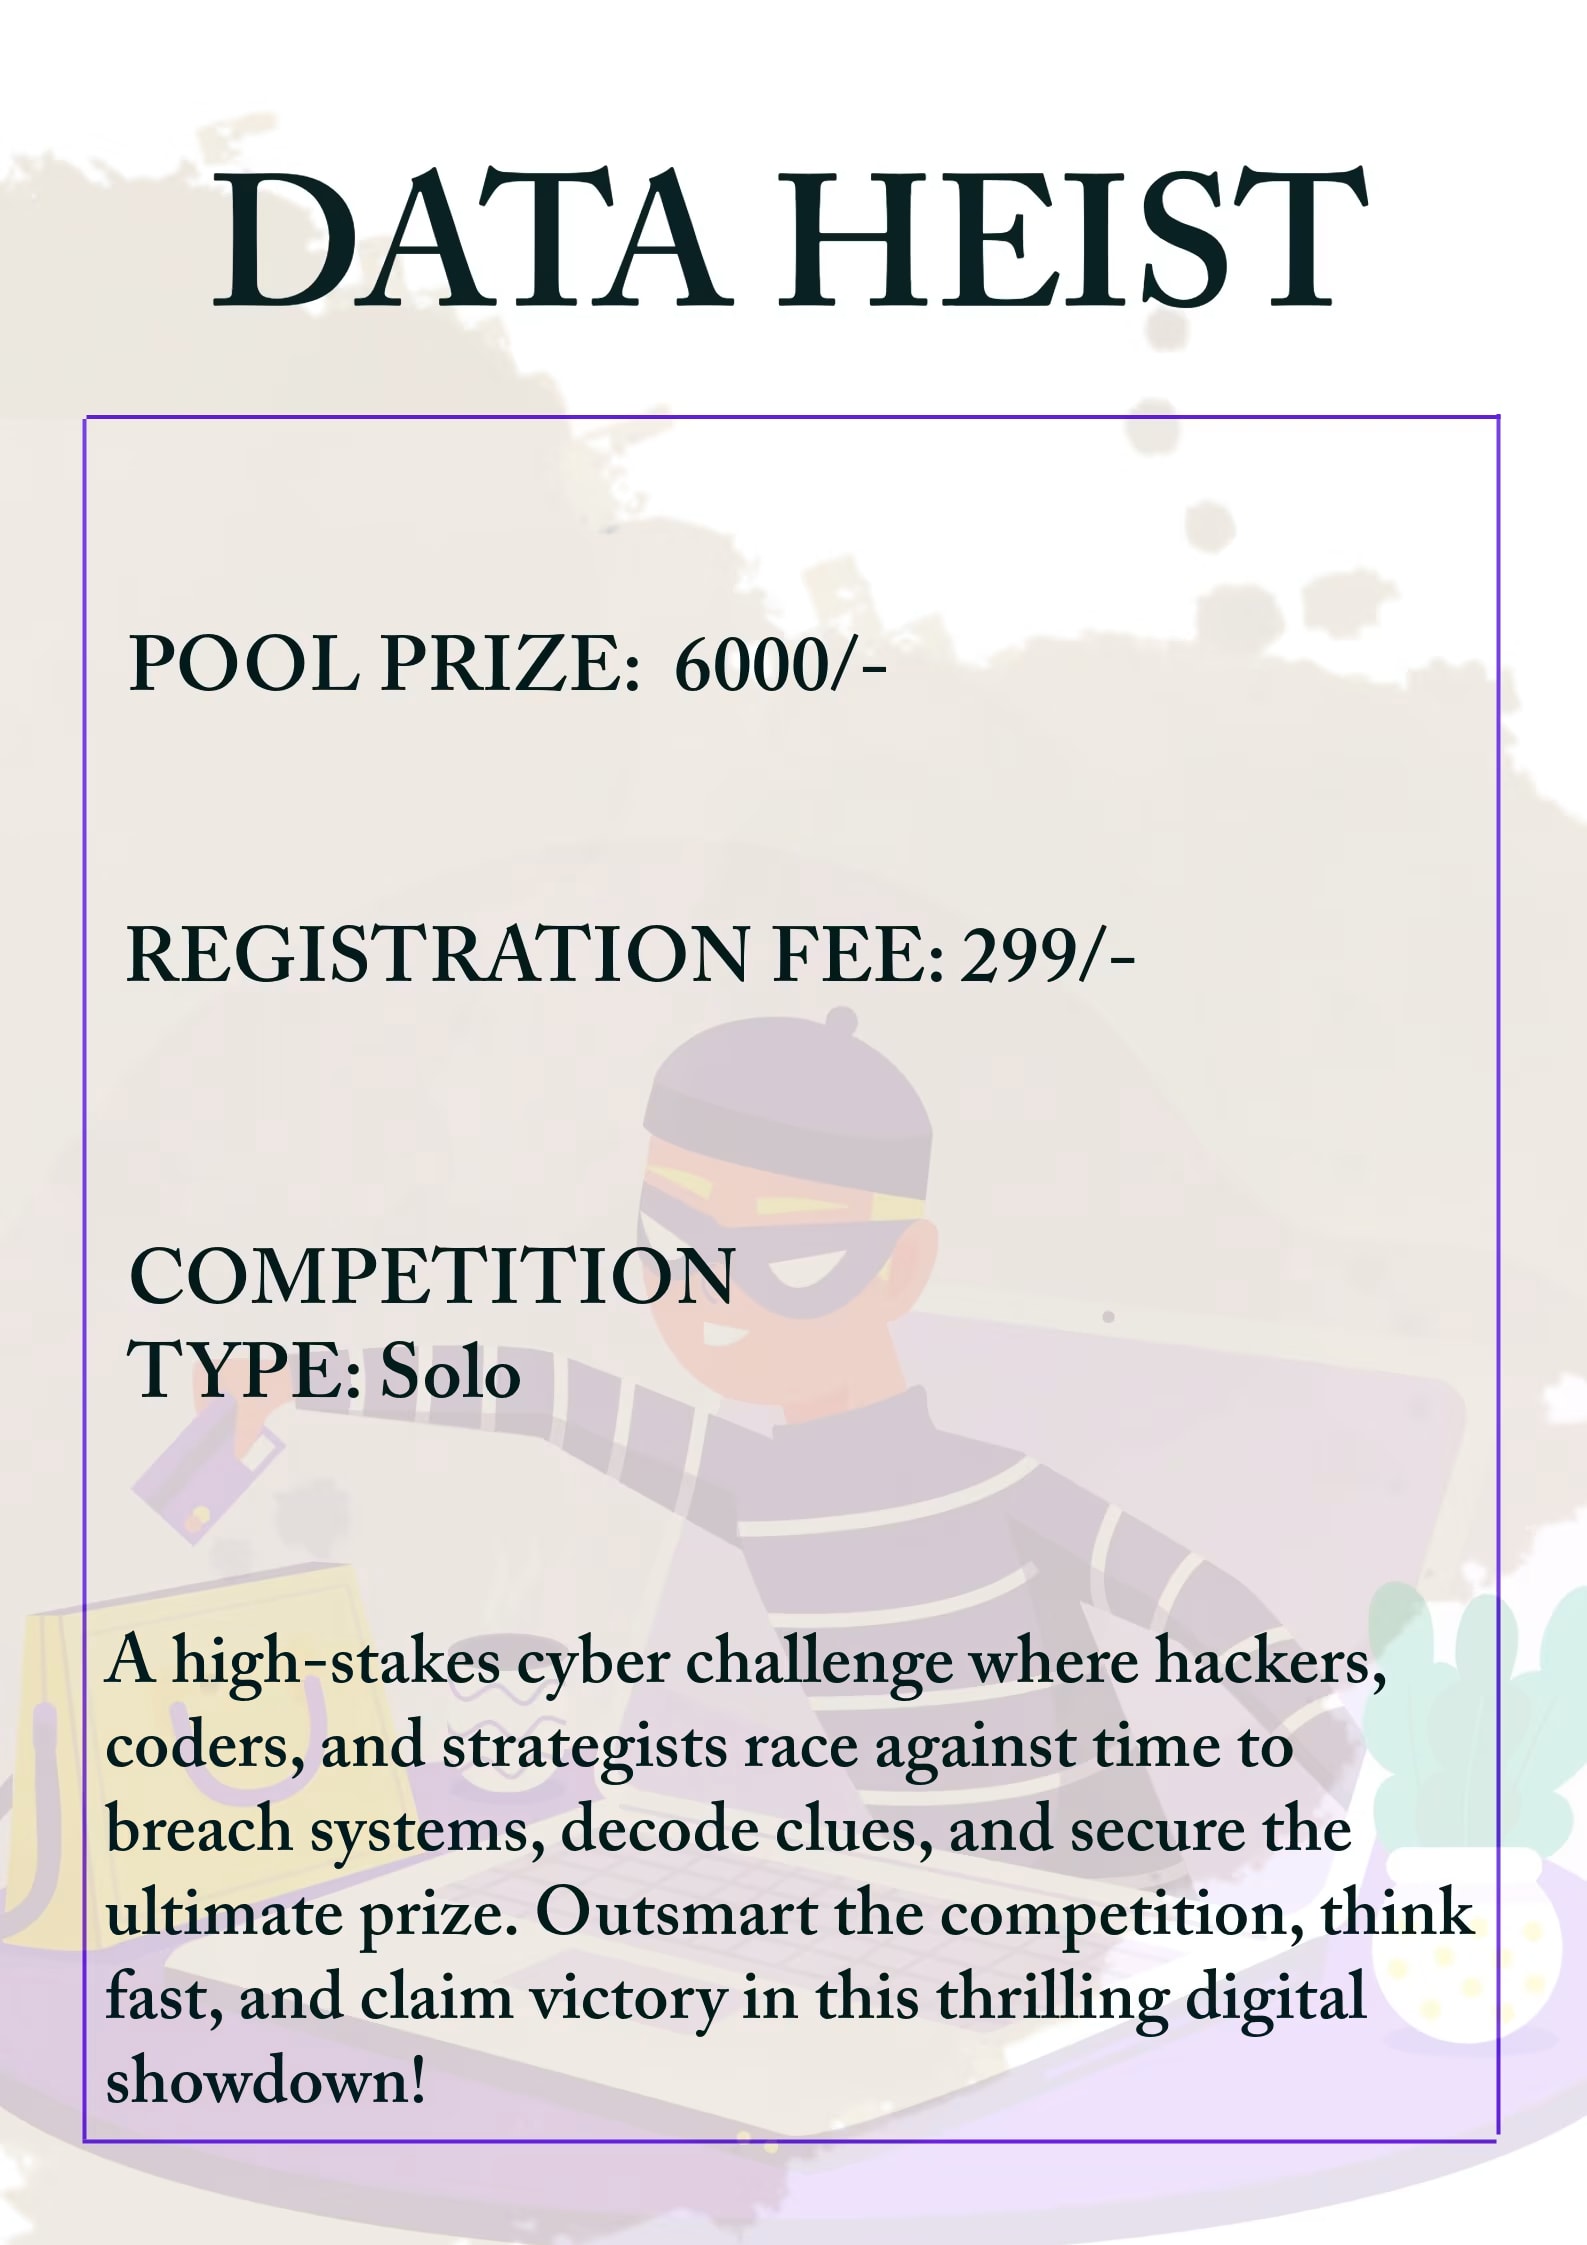 DATA HEIST
POOL PRIZE: 6000/-
REGISTRATION FEE: 299/-
COMPETITION
TYPE: Solo
A high-stakes cyber challenge where hackers,
coders, and strategists race against time to
breach systems, decode clues, and secure the
ultimate prize. Outsmart the competition, think
fast, and claim victory in this thrilling digital
showdown!